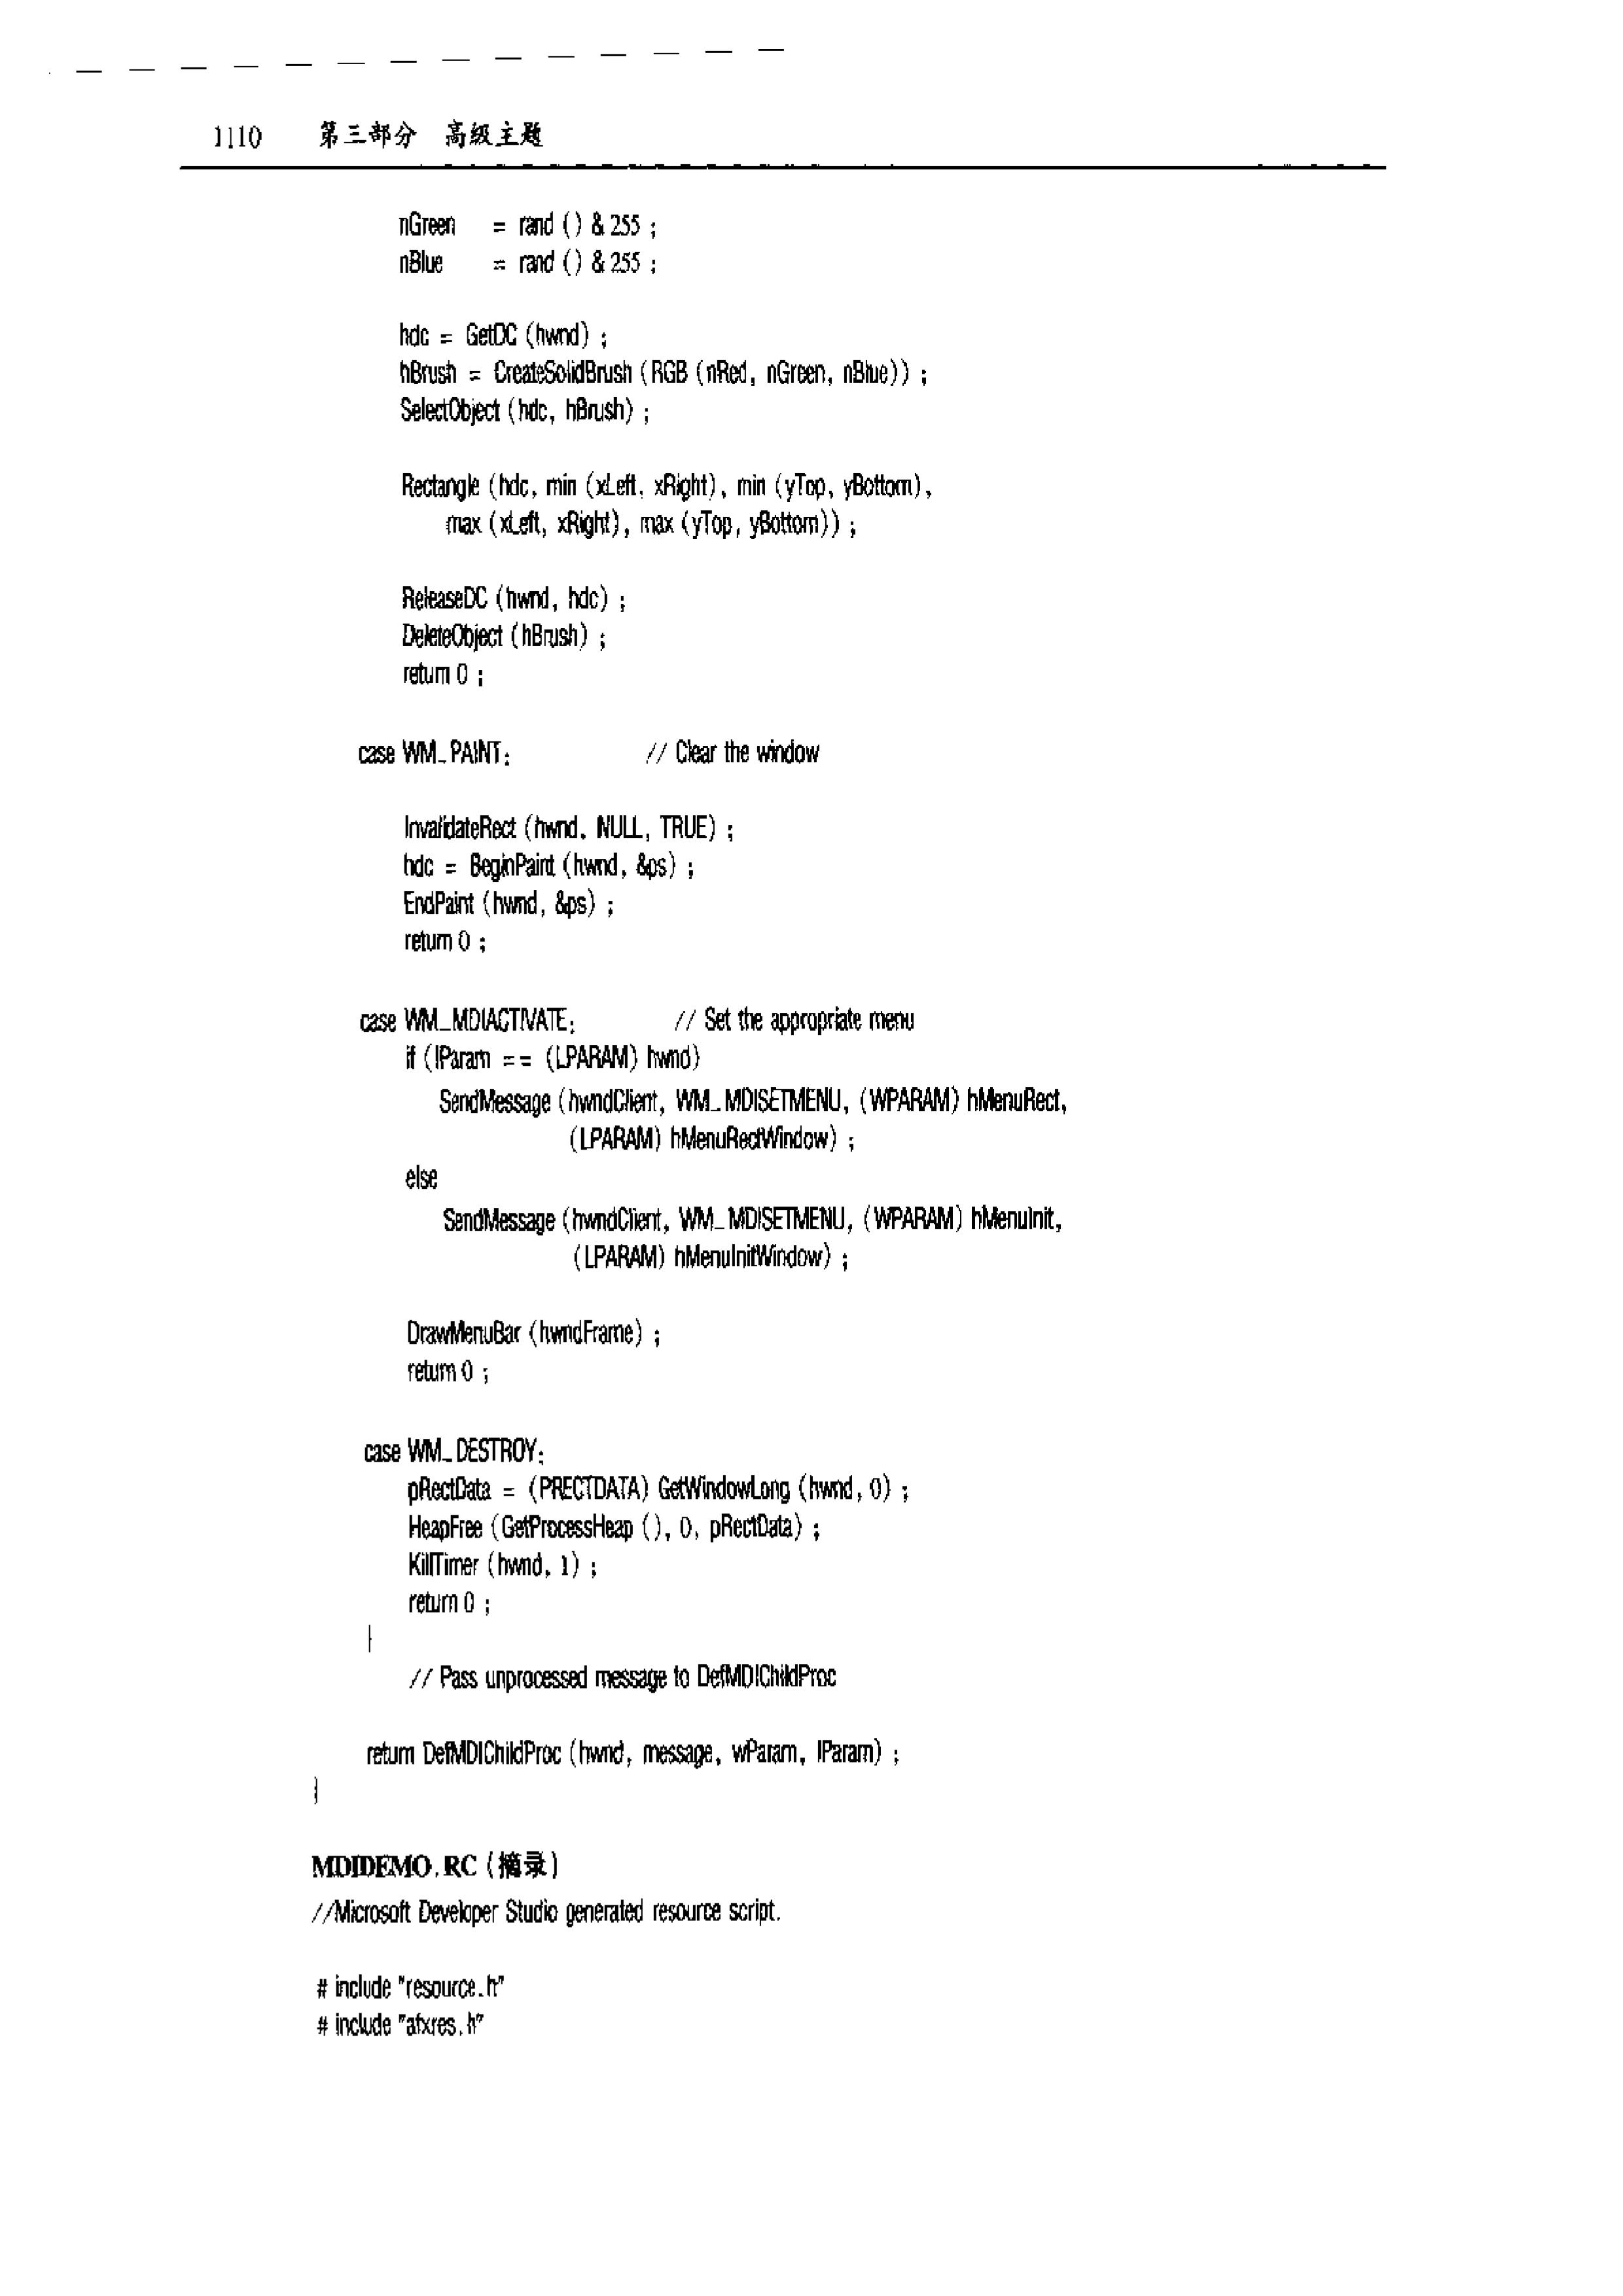 1110 第三部分 高级主题
nGreen = rand () & 255 ;
nBlue = rand () & 255 ;
hdc = GetDC (hwnd) ;
hBrush = CreateSolidBrush (RGB (nRed, nGreen, nBlue)) ;
SelectObject (hdc, hBrush) ;
Rectangle (hdc, min (xLeft, xRight), min (yTop, yBottom),
max (xLeft, xRight), max (yTop, yBottom)) ;
ReleaseDC (hwnd, hdc) ;
DeleteObject (hBrush) ;
return 0 ;
case WM_PAINT: // Clear the window
InvalidateRect (hwnd, NULL, TRUE) ;
hdc = BeginPaint (hwnd, &ps) ;
EndPaint (hwnd, &ps) ;
return 0 ;
case WM_MDIACTIVATE: // Set the appropriate menu
if (lParam == (LPARAM) hwnd)
SendMessage (hwndClient, WM_MDISETMENU, (WPARAM) hMenuRect,
(LPARAM) hMenuRectWindow) ;
else
SendMessage (hwndClient, WM_MDISETMENU, (WPARAM) hMenuInit,
(LPARAM) hMenuInitWindow) ;
DrawMenuBar (hwndFrame) ;
return 0 ;
case WM_DESTROY:
pRectData = (PRECTDATA) GetWindowLong (hwnd, 0) ;
HeapFree (GetProcessHeap (), 0, pRectData) ;
KillTimer (hwnd, 1) ;
return 0 ;
}
// Pass unprocessed message to DefMDIChildProc
return DefMDIChildProc (hwnd, message, wParam, lParam) ;
}
MDIDEMO.RC (摘录)
//Microsoft Developer Studio generated resource script.
# include "resource.h"
# include "afxres.h"